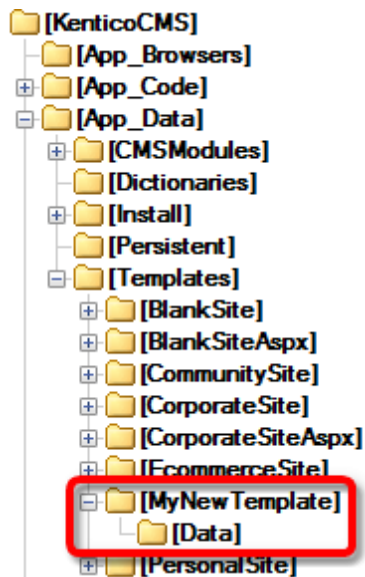 [KenticoCMS]
[App_Browsers]
[App_Code]
[App_Data]
[CMSModules]
[Dictionaries]
[Install]
[Persistent]
[Templates]
[BlankSite]
[BlankSiteAspx]
[CommunitySite]
[CorporateSite]
[CorporateSiteAspx]
[EcommerceSite]
[MyNewTemplate]
[Data]
[PersonalSite]